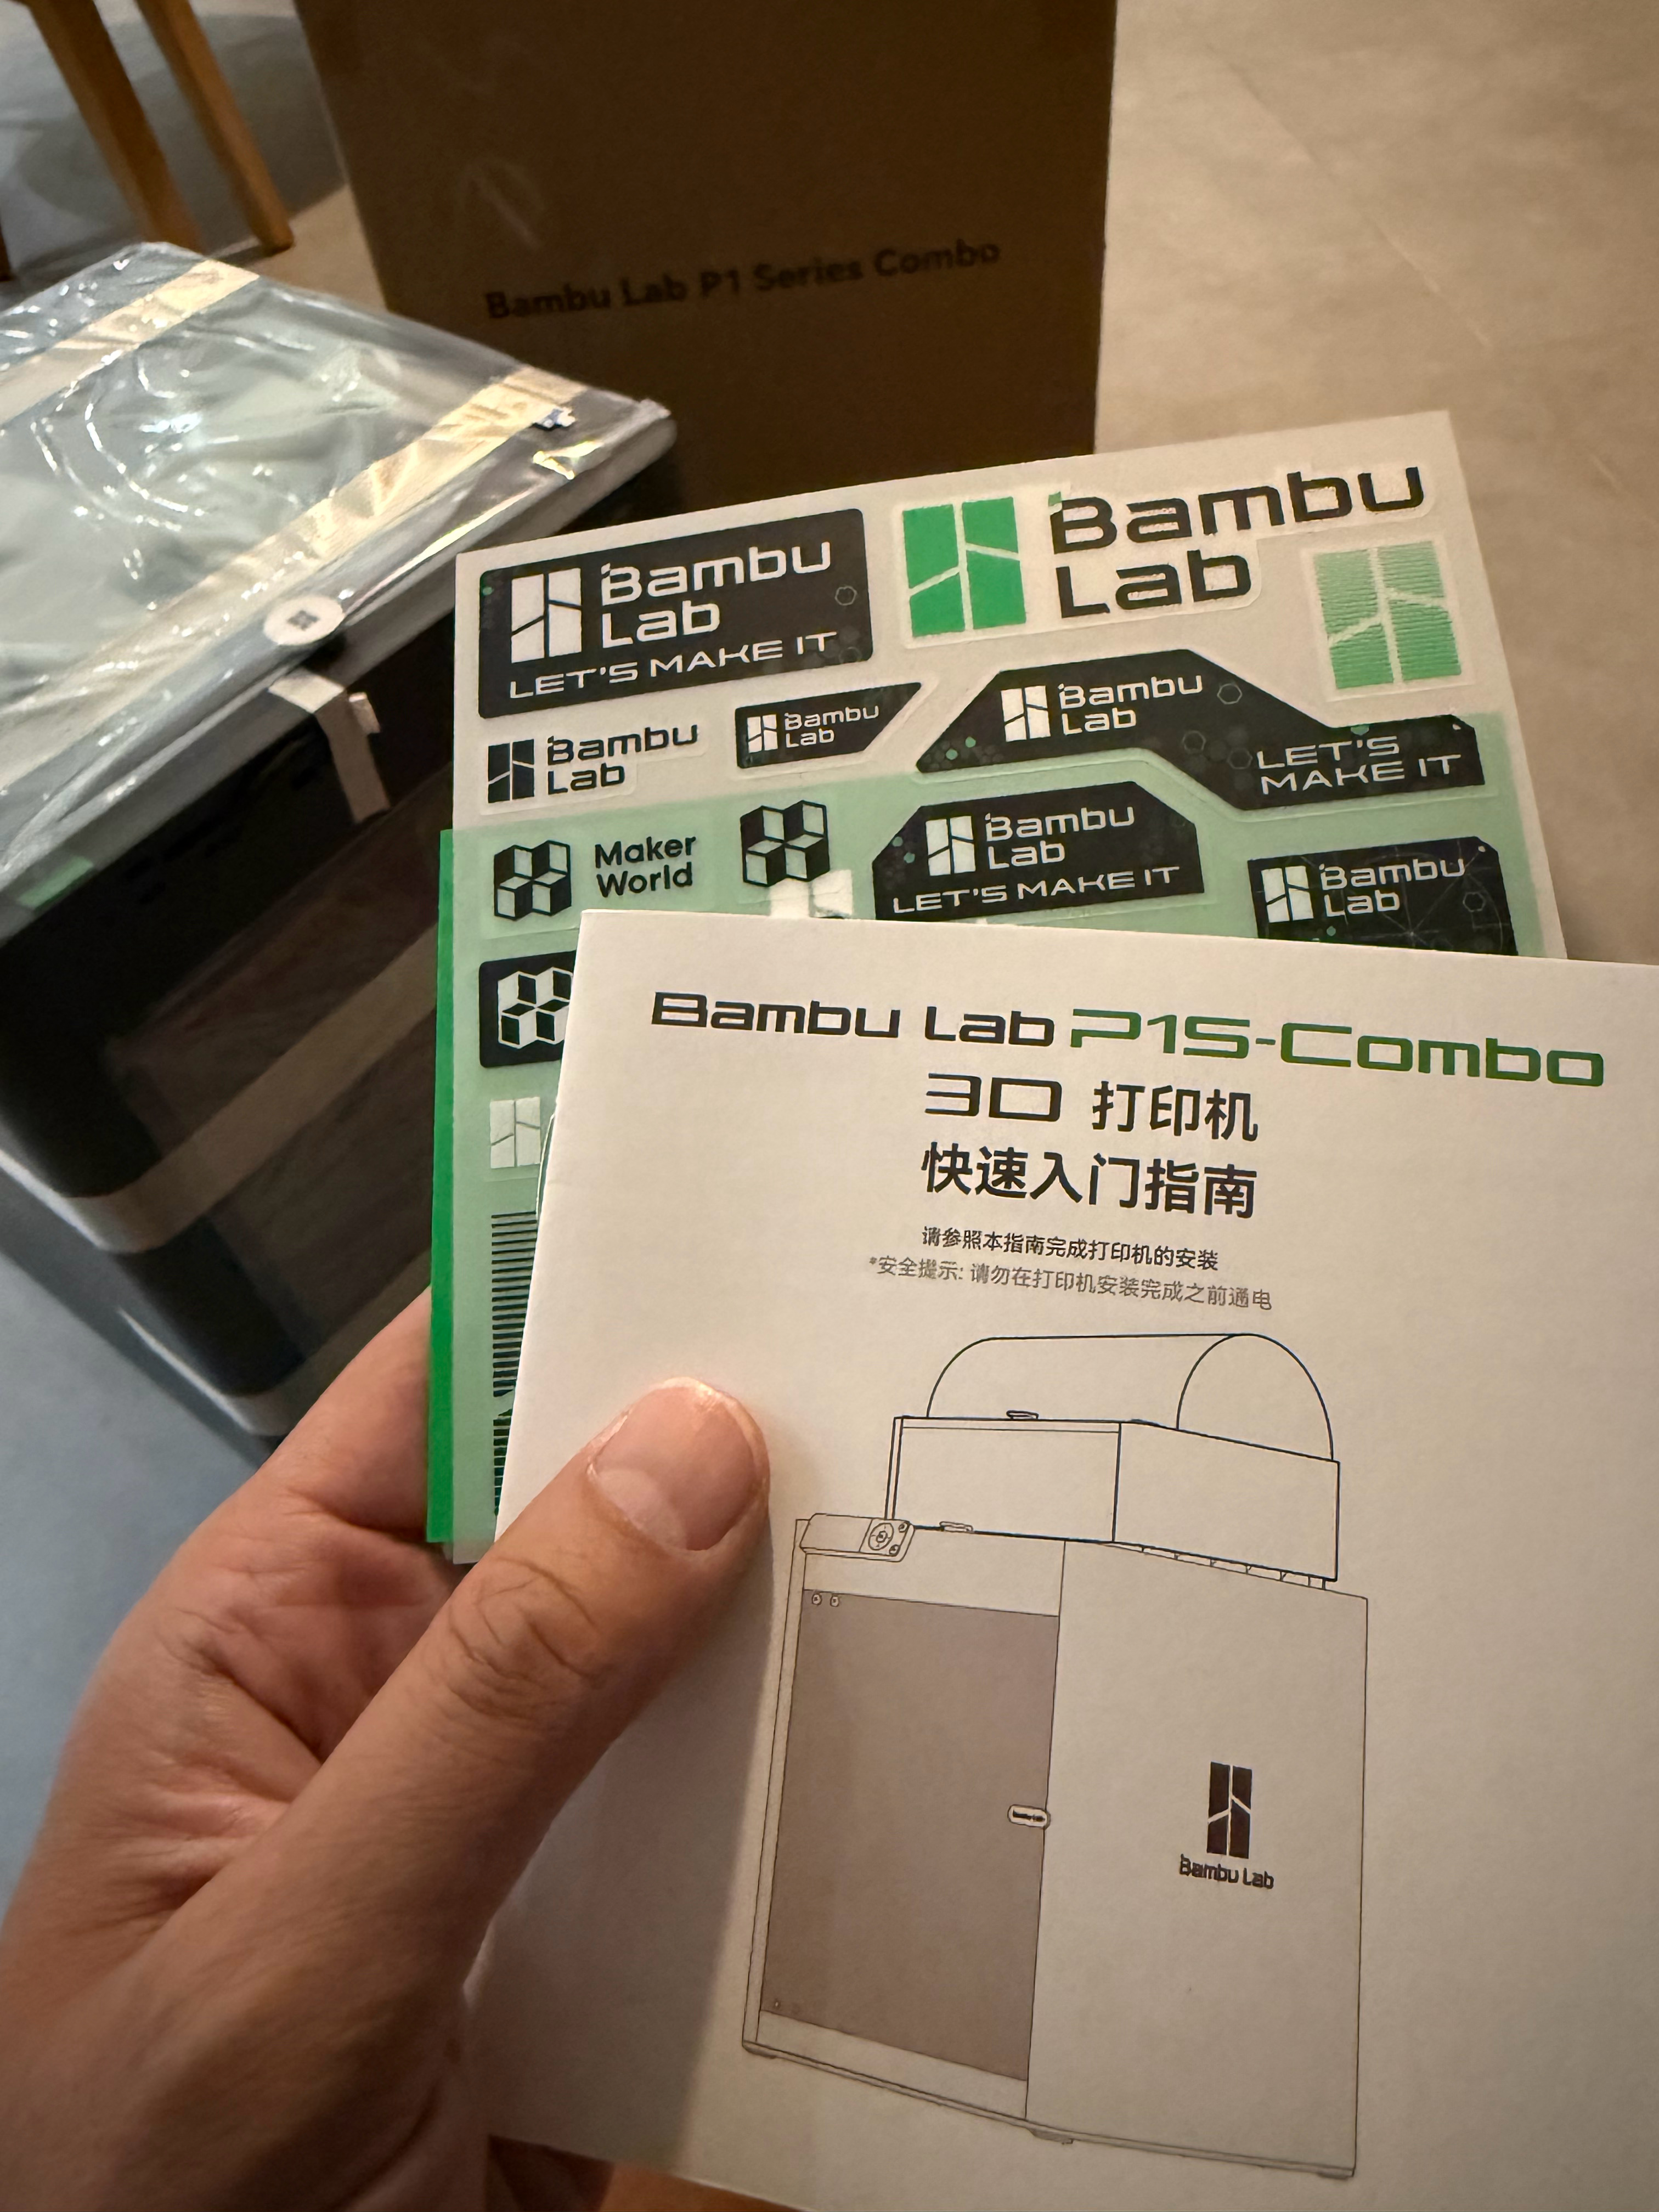 Bambu Lab P1 Series Combo
Bambu
Lab
LET'S MAKE IT
Bambu
Lab
Bambu
Lab
Bambu
Lab
Bambu
Lab
LET'S
MAKE IT
Maker
World
Bambu
Lab
LET'S MAKE IT
Bambu
Lab
Bambu Lab P1S-Combo
3D 打印机
快速入门指南
请参照本指南完成打印机的安装
*安全提示: 请勿在打印机安装完成之前通电
Bambu Lab